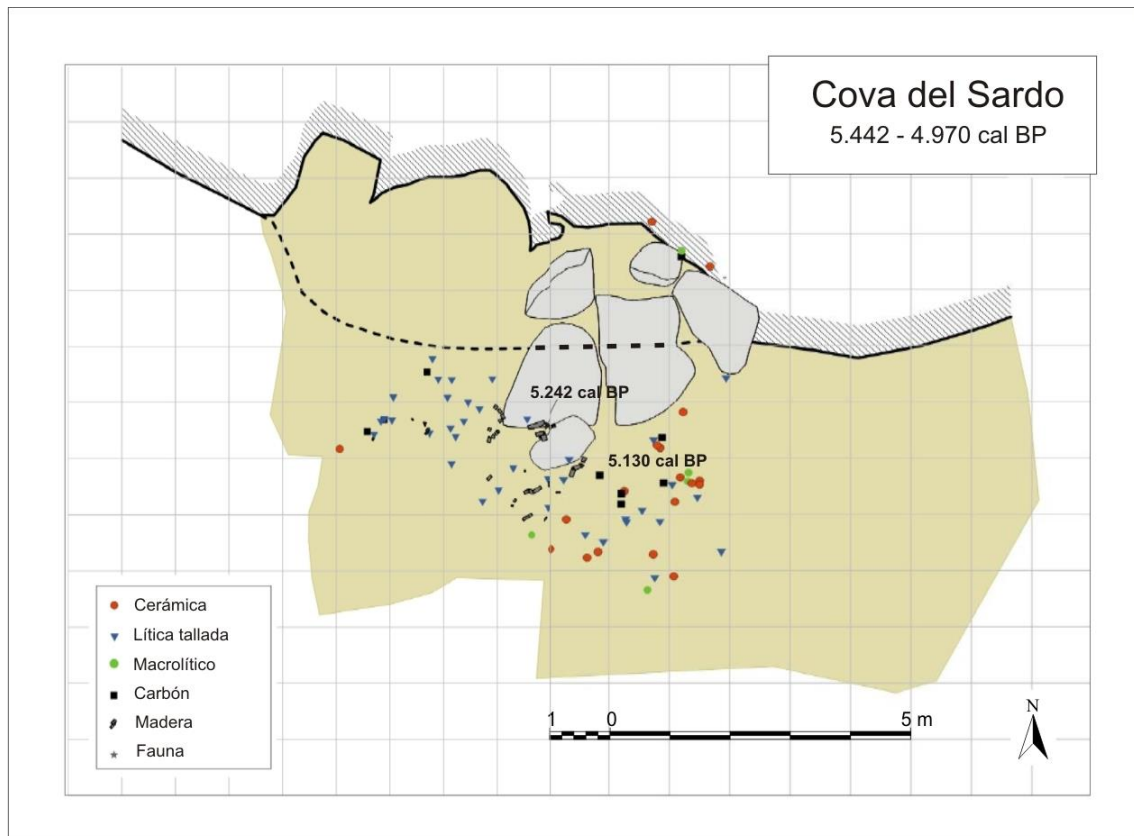 Cova del Sardo
5.442 - 4.970 cal BP
5.242 cal BP
5.130 cal BP
Cerámica
Lítica tallada
Macrolítico
Carbón
Madera
Fauna
1 0 5 m
N